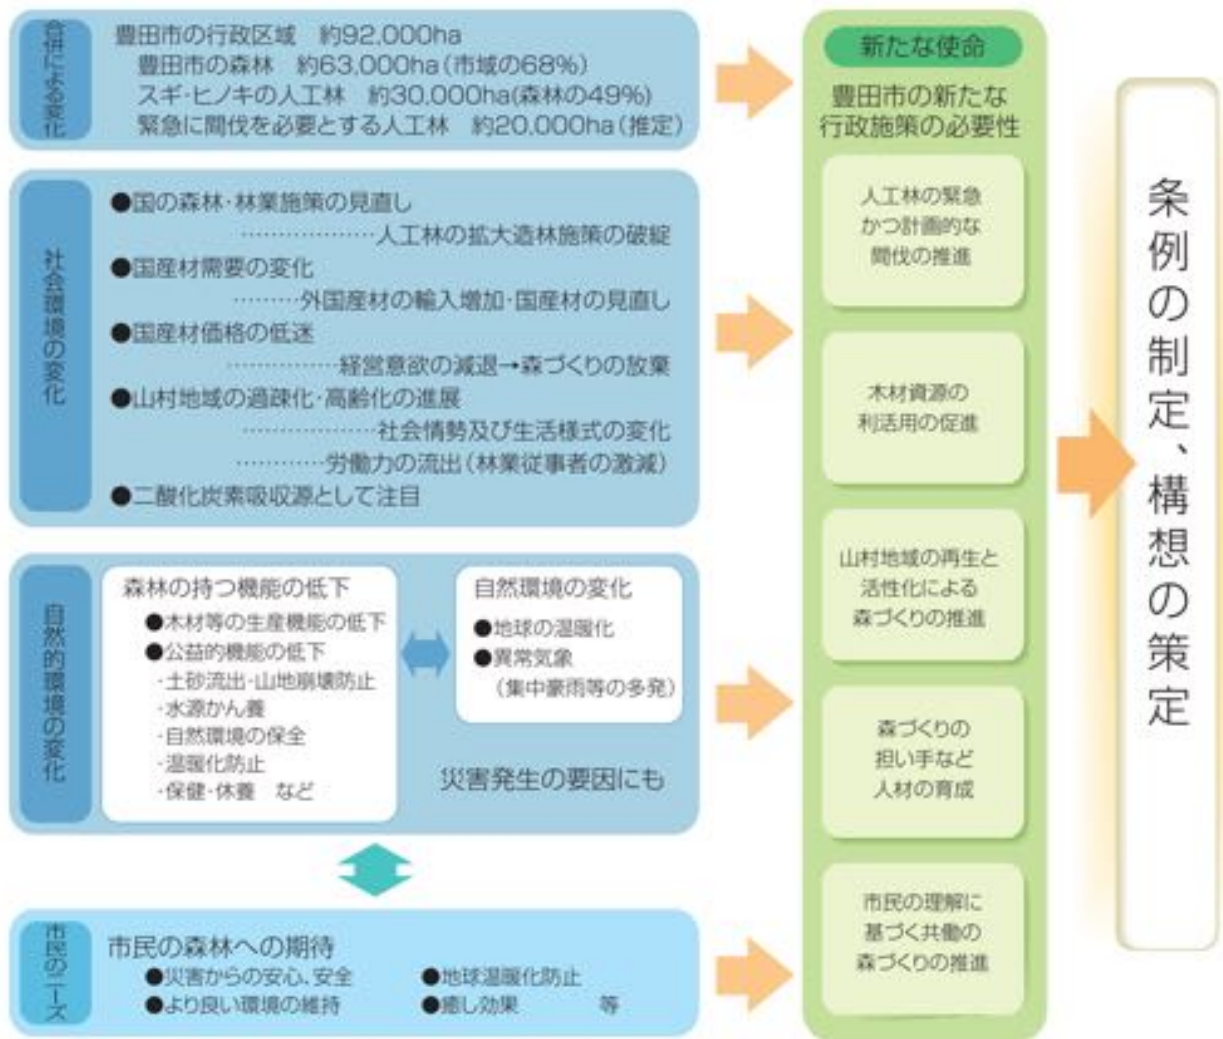 合併による変化
豊田市の行政区域　約92,000ha
豊田市の森林　約63,000ha(市域の68%)
スギ・ヒノキの人工林　約30,000ha(森林の49%)
緊急に間伐を必要とする人工林　約20,000ha(推定)
社会環境の変化
●国の森林・林業施策の見直し
………………人工林の拡大造林施策の破綻
●国産材需要の変化
………外国産材の輸入増加・国産材の見直し
●国産材価格の低迷
……………経営意欲の減退→森づくりの放棄
●山村地域の過疎化・高齢化の進展
………………社会情勢及び生活様式の変化
…………労働力の流出(林業従事者の激減)
●二酸化炭素吸収源として注目
自然的環境の変化
森林の持つ機能の低下
●木材等の生産機能の低下
●公益的機能の低下
・土砂流出・山地崩壊防止
・水源かん養
・自然環境の保全
・温暖化防止
・保健・休養　など
自然環境の変化
●地球の温暖化
●異常気象
(集中豪雨等の多発)
災害発生の要因にも
市民のニーズ
市民の森林への期待
●災害からの安心、安全　●地球温暖化防止
●より良い環境の維持　●癒し効果　等
新たな使命
豊田市の新たな
行政施策の必要性
人工林の緊急
かつ計画的な
間伐の推進
木材資源の
利活用の促進
山村地域の再生と
活性化による
森づくりの推進
森づくりの
担い手など
人材の育成
市民の理解に
基づく共働の
森づくりの推進
条例の制定、構想の策定